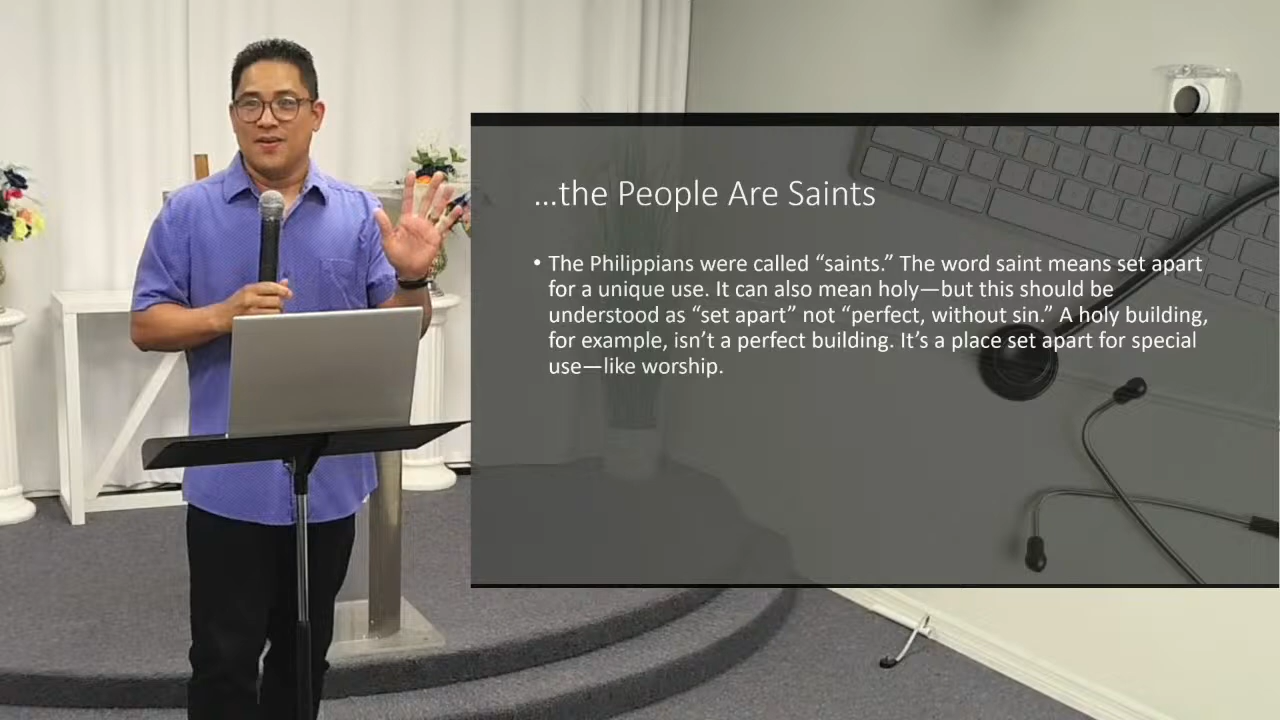 ...the People Are Saints
• The Philippians were called “saints.” The word saint means set apart
for a unique use. It can also mean holy—but this should be
understood as “set apart” not “perfect, without sin.” A holy building,
for example, isn’t a perfect building. It’s a place set apart for special
use—like worship.